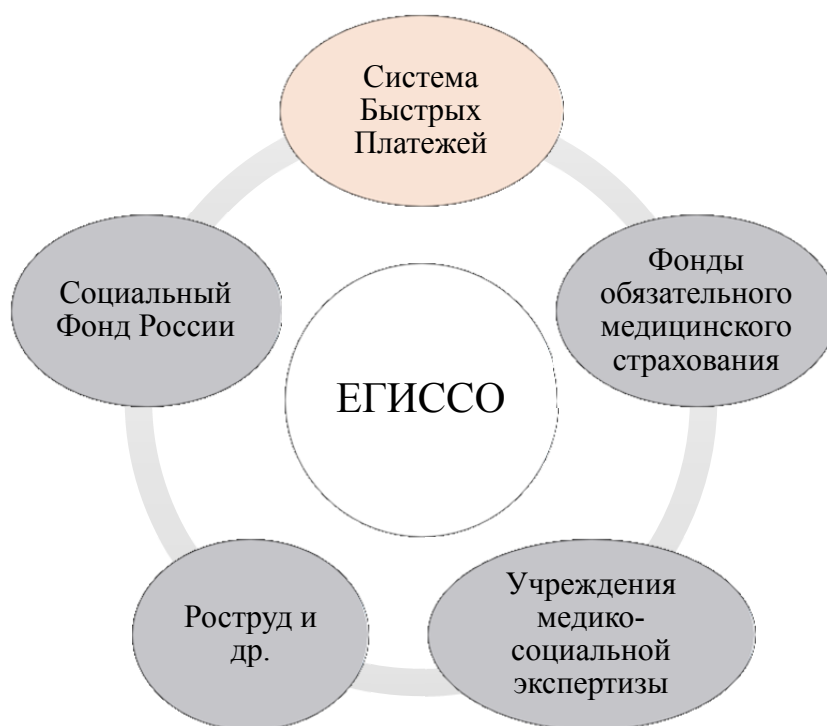 Система
Быстрых
Платежей
Фонды
обязательного
медицинского
страхования
Социальный
Фонд России
ЕГИССО
Учреждения
медико-
социальной
экспертизы
Роструд и
др.